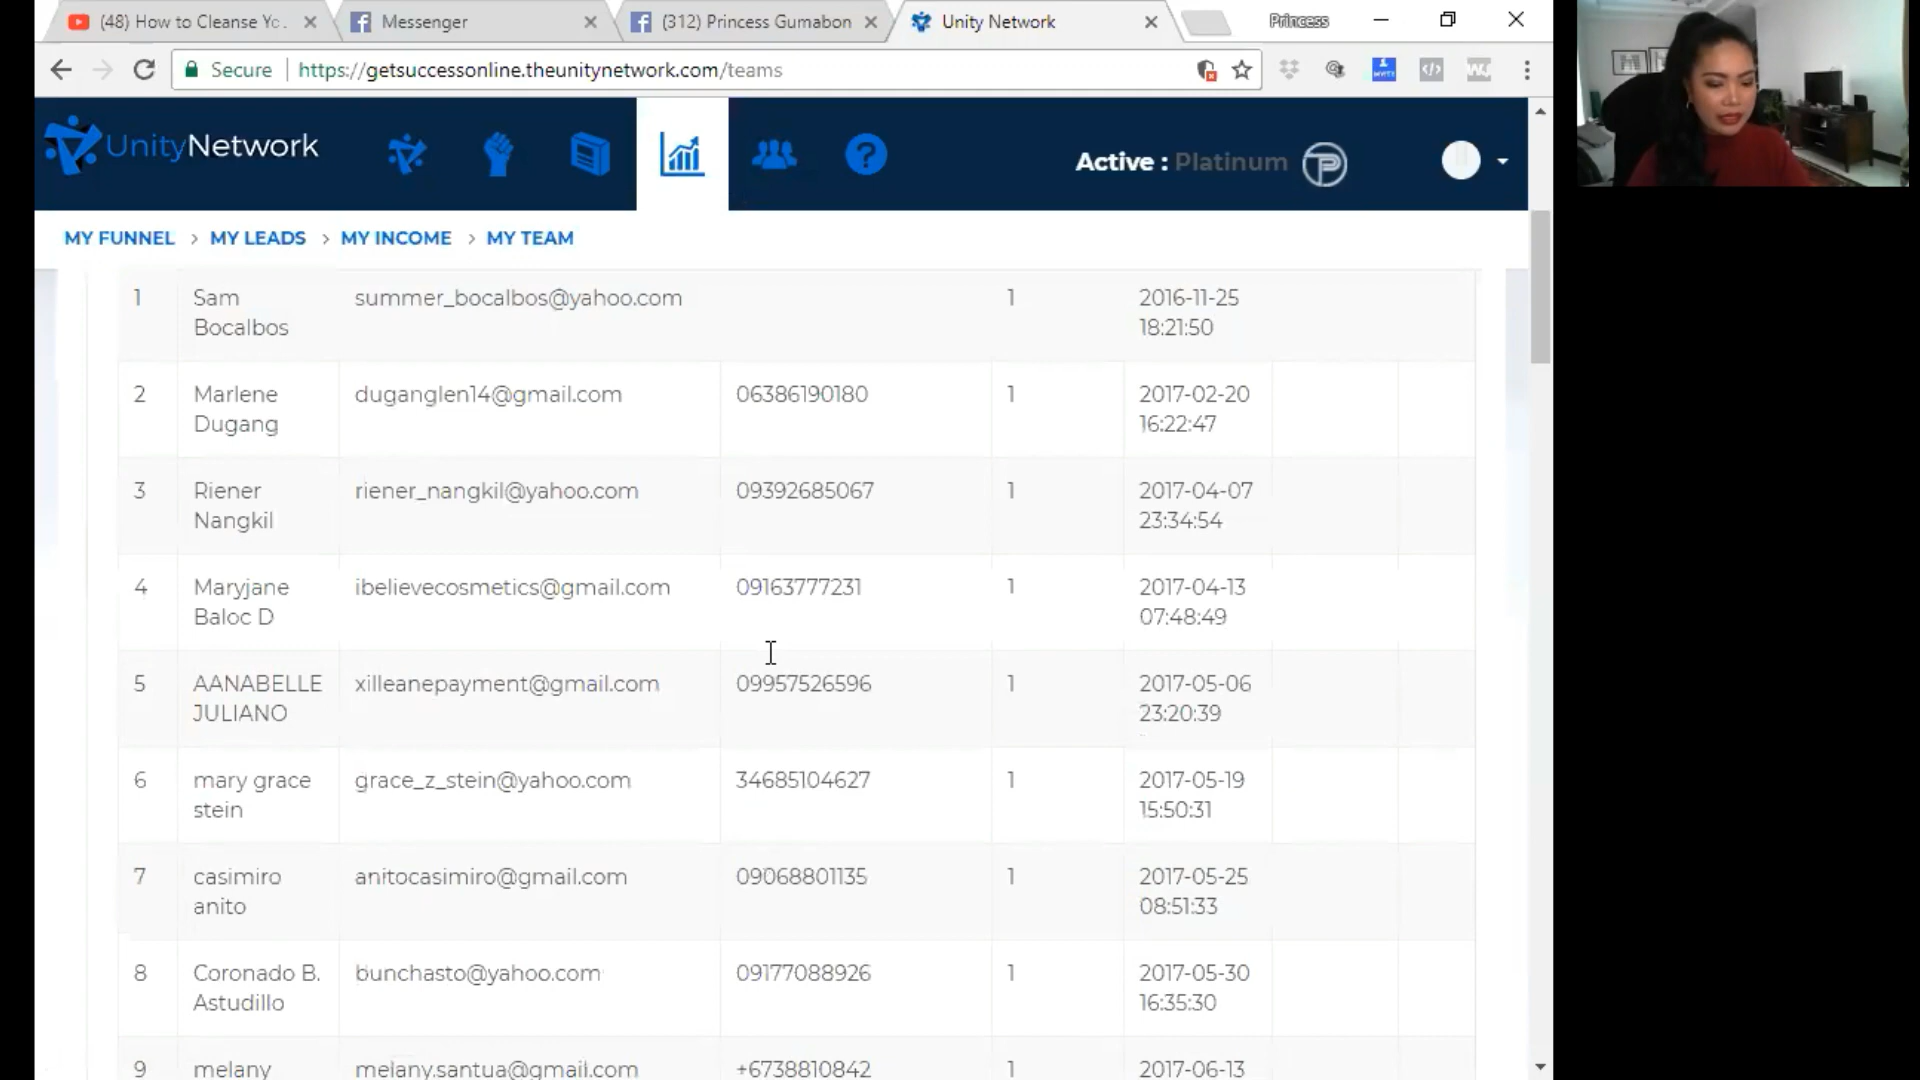 (48) How to Cleanse Yo
Messenger
(312) Princess Gumabon
Unity Network
Princess
Secure
https://getsuccessonline.theunitynetwork.com/teams
UnityNetwork
Active : Platinum
MY FUNNEL > MY LEADS > MY INCOME > MY TEAM
1 Sam summer_bocalbos@yahoo.com 1 2016-11-25
Bocalbos 18:21:50
2 Marlene duganglen14@gmail.com 06386190180 1 2017-02-20
Dugang 16:22:47
3 Riener riener_nangkil@yahoo.com 09392685067 1 2017-04-07
Nangkil 23:34:54
4 Maryjane ibelievecosmetics@gmail.com 09163777231 1 2017-04-13
Baloc D 07:48:49
5 AANABELLE xilleanepayment@gmail.com 09957526596 1 2017-05-06
JULIANO 23:20:39
6 mary grace grace_z_stein@yahoo.com 34685104627 1 2017-05-19
stein 15:50:31
7 casimiro anitocasimiro@gmail.com 09068801135 1 2017-05-25
anito 08:51:33
8 Coronado B. bunchasto@yahoo.com 09177088926 1 2017-05-30
Astudillo 16:35:30
9 melany melany.santua@gmail.com +6738810842 1 2017-06-13